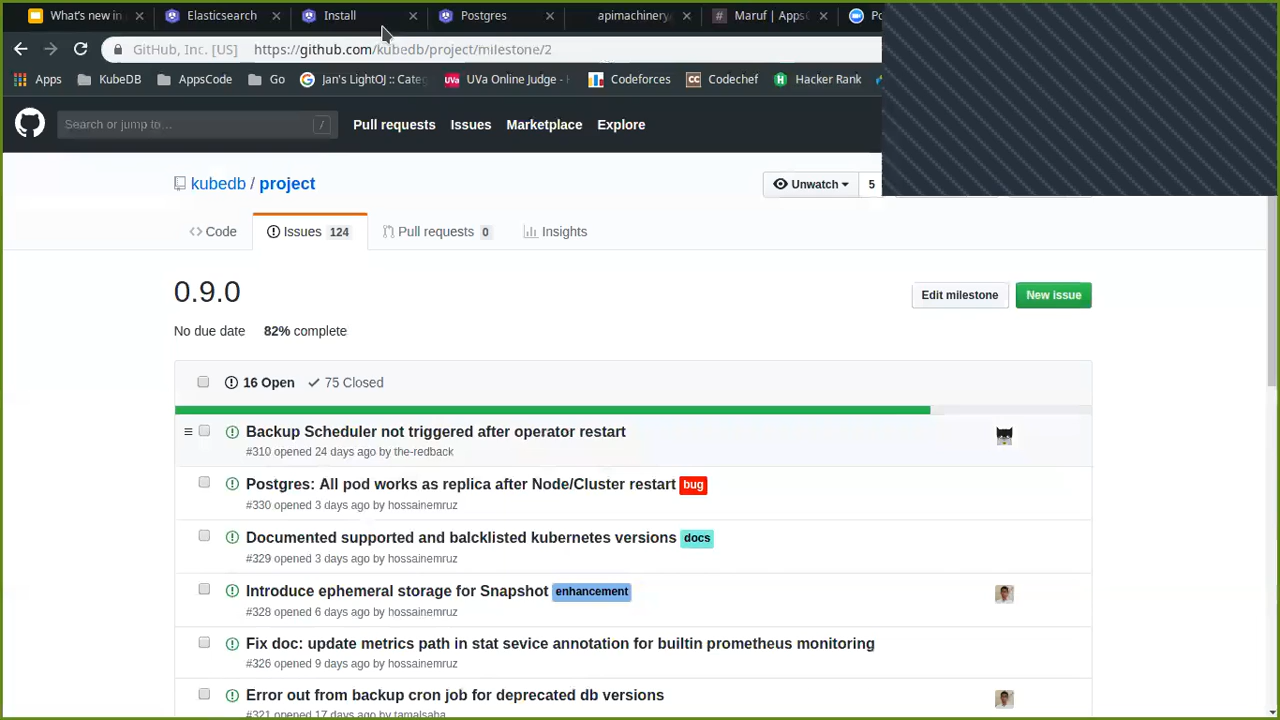 What's new in
Elasticsearch
Install
Postgres
apimachinery
Maruf | Apps
GitHub, Inc. [US]
https://github.com/kubedb/project/milestone/2
Apps
KubeDB
AppsCode
Go
Jan's LightOJ :: Cate
UVa Online Judge -
Codeforces
Codechef
Hacker Rank
Search or jump to...
/
Pull requests
Issues
Marketplace
Explore
kubedb / project
Unwatch
5
Code
Issues 124
Pull requests 0
Insights
0.9.0
Edit milestone
New issue
No due date
82% complete
16 Open
75 Closed
Backup Scheduler not triggered after operator restart
#310 opened 24 days ago by the-redback
Postgres: All pod works as replica after Node/Cluster restart bug
#330 opened 3 days ago by hossainemruz
Documented supported and balcklisted kubernetes versions docs
#329 opened 3 days ago by hossainemruz
Introduce ephemeral storage for Snapshot enhancement
#328 opened 6 days ago by hossainemruz
Fix doc: update metrics path in stat sevice annotation for builtin prometheus monitoring
#326 opened 9 days ago by hossainemruz
Error out from backup cron job for deprecated db versions
#321 opened 17 days ago by tamalsaha